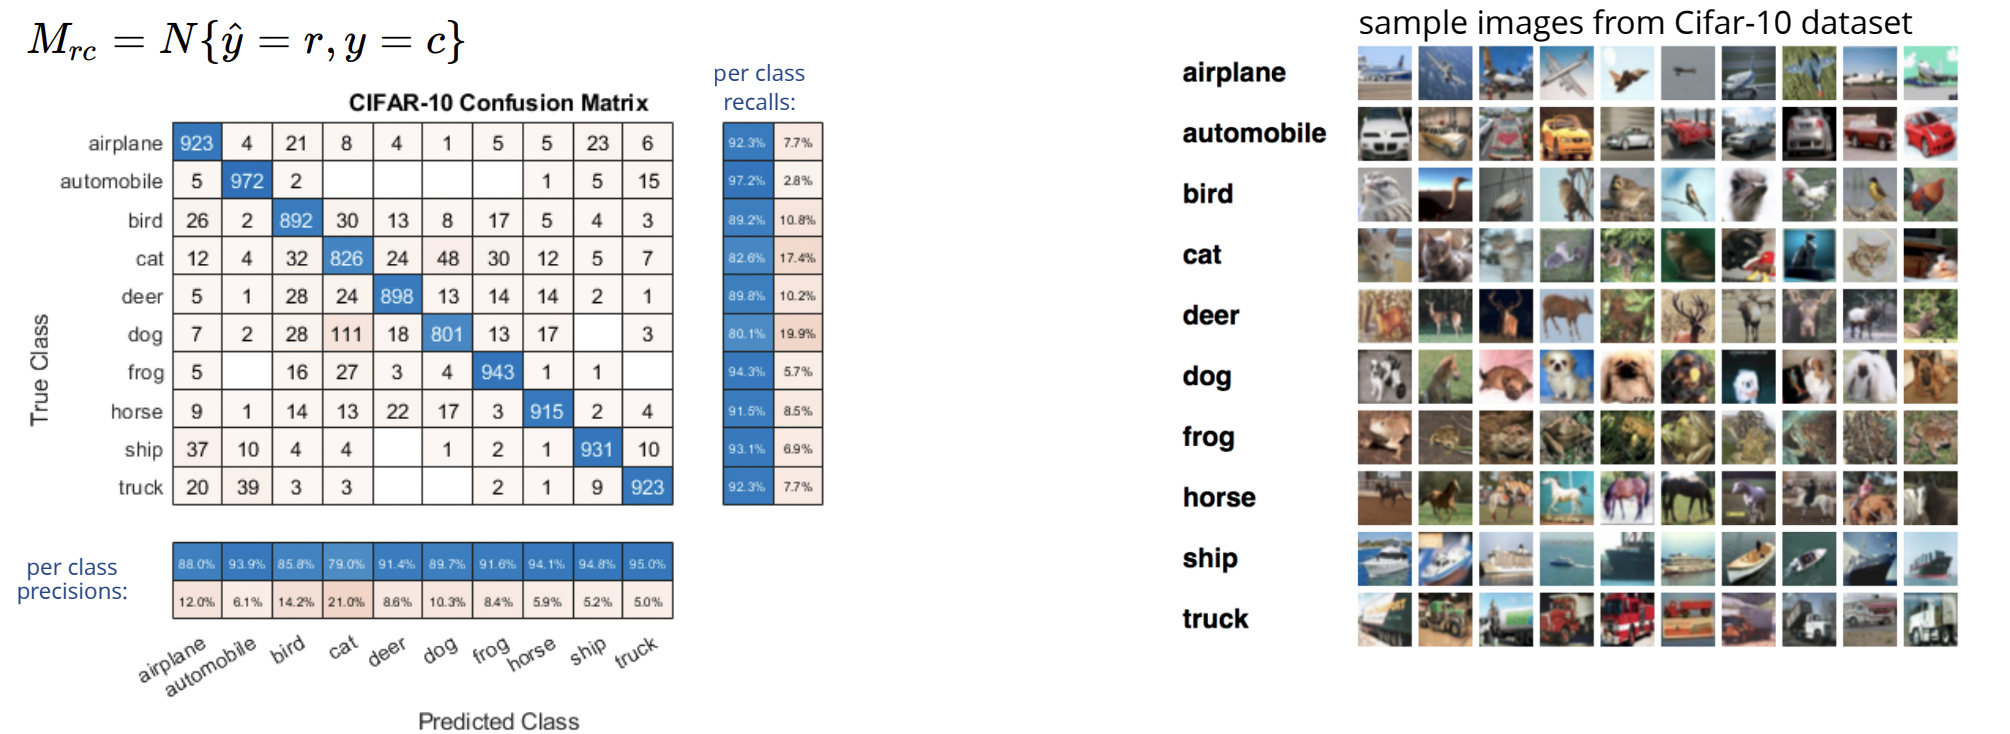 M_{rc} = N{ŷ = r, y = c}
per class
recalls:
CIFAR-10 Confusion Matrix
airplane 923 4 21 8 4 1 5 5 23 6 92.3% 7.7%
automobile 5 972 2 1 5 15 97.2% 2.8%
bird 26 2 892 30 13 8 17 5 4 3 89.2% 10.8%
cat 12 4 32 826 24 48 30 12 5 7 82.6% 17.4%
deer 5 1 28 24 898 13 14 14 2 1 89.8% 10.2%
dog 7 2 28 111 18 801 13 17 3 80.1% 19.9%
frog 5 16 27 3 4 943 1 1 94.3% 5.7%
horse 9 1 14 13 22 17 3 915 2 4 91.5% 8.5%
ship 37 10 4 4 1 2 1 931 10 93.1% 6.9%
truck 20 39 3 3 2 1 9 923 92.3% 7.7%
True Class
per class
precisions:
88.0% 93.9% 85.8% 79.0% 91.4% 89.7% 91.6% 94.1% 94.8% 95.0%
12.0% 6.1% 14.2% 21.0% 8.6% 10.3% 8.4% 5.9% 5.2% 5.0%
airplane automobile bird cat deer dog frog horse ship truck
Predicted Class
sample images from Cifar-10 dataset
airplane
automobile
bird
cat
deer
dog
frog
horse
ship
truck